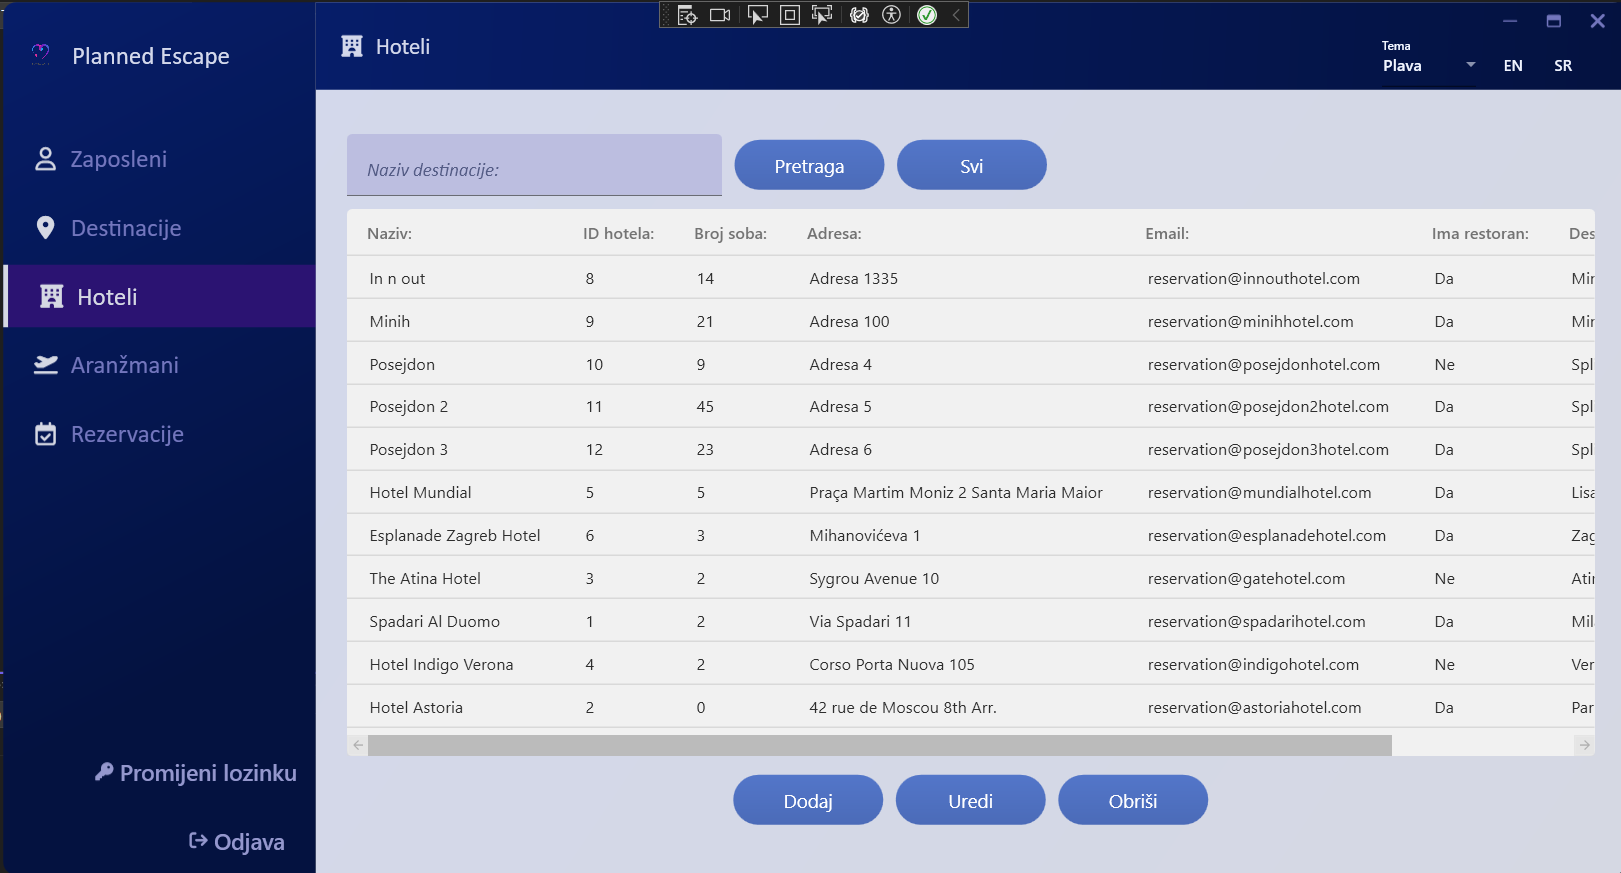 Planned Escape
Hoteli
Tema
Plava
EN
SR
Zaposleni
Destinacije
Hoteli
Aranžmani
Rezervacije
Promijeni lozinku
Odjava
Naziv destinacije:
Pretraga
Svi
Naziv: ID hotela: Broj soba: Adresa: Email: Ima restoran: Des
In n out 8 14 Adresa 1335 reservation@innouthotel.com Da Mir
Minih 9 21 Adresa 100 reservation@minihhotel.com Da Mir
Posejdon 10 9 Adresa 4 reservation@posejdonhotel.com Ne Spl
Posejdon 2 11 45 Adresa 5 reservation@posejdon2hotel.com Da Spl
Posejdon 3 12 23 Adresa 6 reservation@posejdon3hotel.com Da Spl
Hotel Mundial 5 5 Praça Martim Moniz 2 Santa Maria Maior reservation@mundialhotel.com Da Lisa
Esplanade Zagreb Hotel 6 3 Mihanovićeva 1 reservation@esplanadehotel.com Da Zag
The Atina Hotel 3 2 Sygrou Avenue 10 reservation@gatehotel.com Ne Atin
Spadari Al Duomo 1 2 Via Spadari 11 reservation@spadarihotel.com Da Mil
Hotel Indigo Verona 4 2 Corso Porta Nuova 105 reservation@indigohotel.com Ne Ver
Hotel Astoria 2 0 42 rue de Moscou 8th Arr. reservation@astoriahotel.com Da Par
Dodaj
Uredi
Obriši